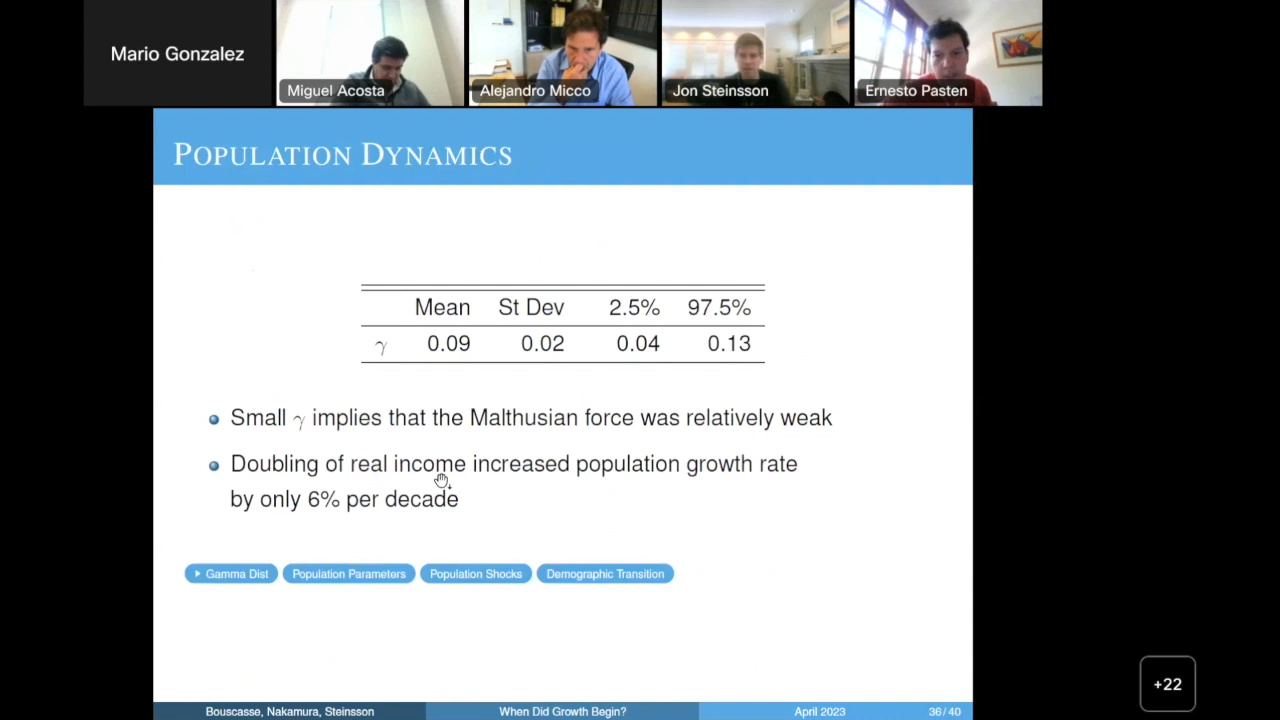 Mario Gonzalez
Miguel Acosta
Alejandro Micco
Jon Steinsson
Ernesto Pasten
POPULATION DYNAMICS
Mean St Dev 2.5% 97.5%
γ 0.09 0.02 0.04 0.13
Small γ implies that the Malthusian force was relatively weak
Doubling of real income increased population growth rate
by only 6% per decade
Gamma Dist Population Parameters Population Shocks Demographic Transition
Bouscasse, Nakamura, Steinsson When Did Growth Begin? April 2023 36 / 40
+22